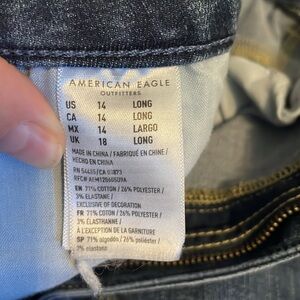 AMERICAN EAGLE
OUTFITTERS
US 14 LONG
CA 14 LONG
MX 14 LARGO
UK 18 LONG
MADE IN CHINA / FABRIQUÉ EN CHINE /
HECHO EN CHINA
RN 54485/CA 01873
EN 71% COTTON / 26% POLYESTER /
3% ELASTANE /
EXCLUSIVE OF DECORATION
FR 71% COTON / 26% POLYESTER /
3% ÉLASTHANNE /
À L'EXCEPTION DE LA GARNITURE
SP 71% algodón / 26% poliéster /
3% elastano